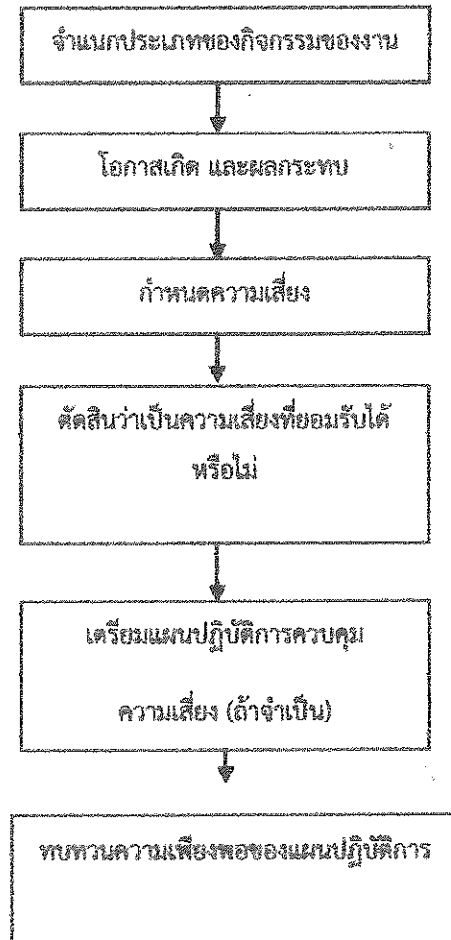 จำแนกประเภทของกิจกรรมของงาน
โอกาสเกิด และผลกระทบ
กำหนดความเสี่ยง
ตัดสินว่าเป็นความเสี่ยงที่ยอมรับได้
หรือไม่
เตรียมแผนปฏิบัติการควบคุม
ความเสี่ยง (ถ้าจำเป็น)
ทบทวนความเพียงพอของแผนปฏิบัติการ